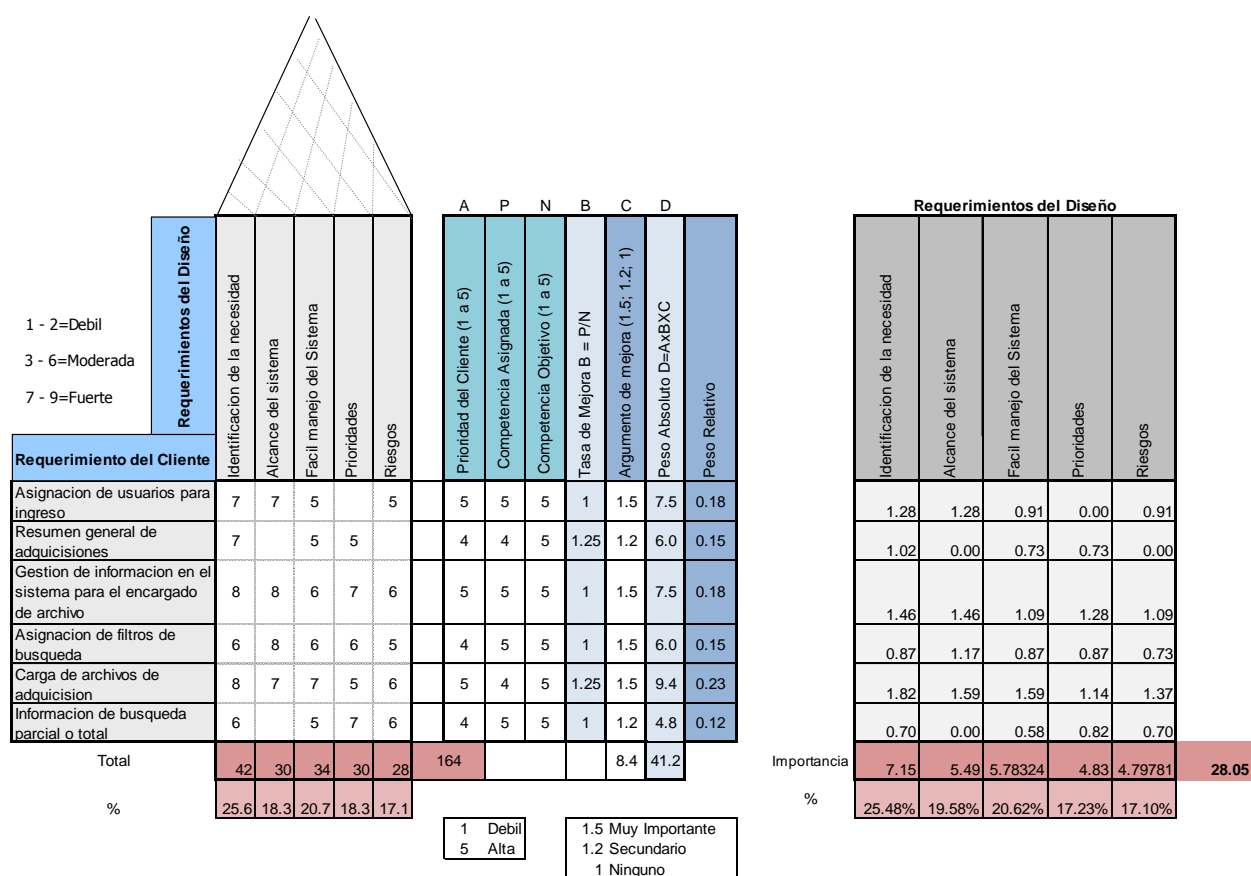 A P N B C D
Requerimientos del Diseño
1 - 2=Debil
3 - 6=Moderada
7 - 9=Fuerte
Requerimientos del Diseño
Identificacion de la necesidad
Alcance del sistema
Facil manejo del Sistema
Prioridades
Riesgos
Prioridad del Cliente (1 a 5)
Competencia Asignada (1 a 5)
Competencia Objetivo (1 a 5)
Tasa de Mejora B = P/N
Argumento de mejora (1.5; 1.2; 1)
Peso Absoluto D=AxBXC
Peso Relativo
Identificacion de la necesidad
Alcance del sistema
Facil manejo del Sistema
Prioridades
Riesgos
Requerimiento del Cliente
Asignacion de usuarios para
ingreso
7 7 5 5 5 5 5 1 1.5 7.5 0.18 1.28 1.28 0.91 0.00 0.91
Resumen general de
adquicisiones
7 5 5 4 4 5 1.25 1.2 6.0 0.15 1.02 0.00 0.73 0.73 0.00
Gestion de informacion en el
sistema para el encargado
de archivo
8 8 6 7 6 5 5 5 1 1.5 7.5 0.18 1.46 1.46 1.09 1.28 1.09
Asignacion de filtros de
busqueda
6 8 6 6 5 4 5 5 1 1.5 6.0 0.15 0.87 1.17 0.87 0.87 0.73
Carga de archivos de
adquicision
8 7 7 5 6 5 4 5 1.25 1.5 9.4 0.23 1.82 1.59 1.59 1.14 1.37
Informacion de busqueda
parcial o total
6 5 7 6 4 5 5 1 1.2 4.8 0.12 0.70 0.00 0.58 0.82 0.70
Total 42 30 34 30 28 164 8.4 41.2 Importancia 7.15 5.49 5.78324 4.83 4.79781 28.05
% 25.6 18.3 20.7 18.3 17.1 % 25.48% 19.58% 20.62% 17.23% 17.10%
1 Debil
5 Alta
1.5 Muy Importante
1.2 Secundario
1 Ninguno